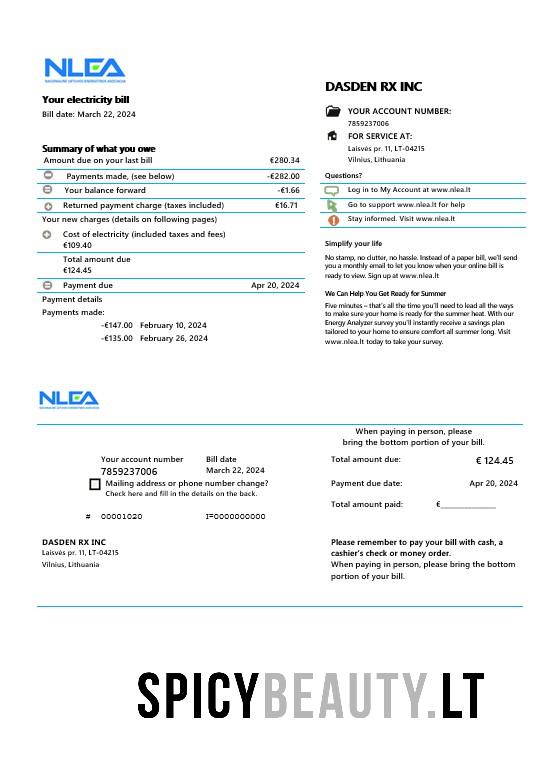 NLEA
Your electricity bill
Bill date: March 22, 2024
Summary of what you owe
Amount due on your last bill €280.34
Payments made, (see below) -€282.00
Your balance forward -€1.66
Returned payment charge (taxes included) €16.71
Your new charges (details on following pages)
Cost of electricity (included taxes and fees)
€109.40
Total amount due
€124.45
Payment due Apr 20, 2024
Payment details
Payments made:
-€147.00 February 10, 2024
-€135.00 February 26, 2024
DASDEN RX INC
YOUR ACCOUNT NUMBER:
7859237006
FOR SERVICE AT:
Laisvės pr. 11, LT-04215
Vilnius, Lithuania
Questions?
Log in to My Account at www.nlea.lt
Go to support www.nlea.lt for help
Stay informed. Visit www.nlea.lt
Simplify your life
No stamp, no clutter, no hassle. Instead of a paper bill, we'll send
you a monthly email to let you know when your online bill is
ready to view. Sign up at www.nlea.lt
We Can Help You Get Ready for Summer
Five minutes – that's all the time you'll need to lead all the ways
to make sure your home is ready for the summer heat. With our
Energy Analyzer survey you'll instantly receive a savings plan
tailored to your home to ensure comfort all summer long. Visit
www.nlea.lt today to take your survey.
NLEA
When paying in person, please
bring the bottom portion of your bill.
Your account number Bill date
7859237006 March 22, 2024
Mailing address or phone number change?
Check here and fill in the details on the back.
# 00001020 I=0000000000
Total amount due: € 124.45
Payment due date: Apr 20, 2024
Total amount paid: €_____________
DASDEN RX INC
Laisvės pr. 11, LT-04215
Vilnius, Lithuania
Please remember to pay your bill with cash, a
cashier's check or money order.
When paying in person, please bring the bottom
portion of your bill.
SPICYBEAUTY.LT